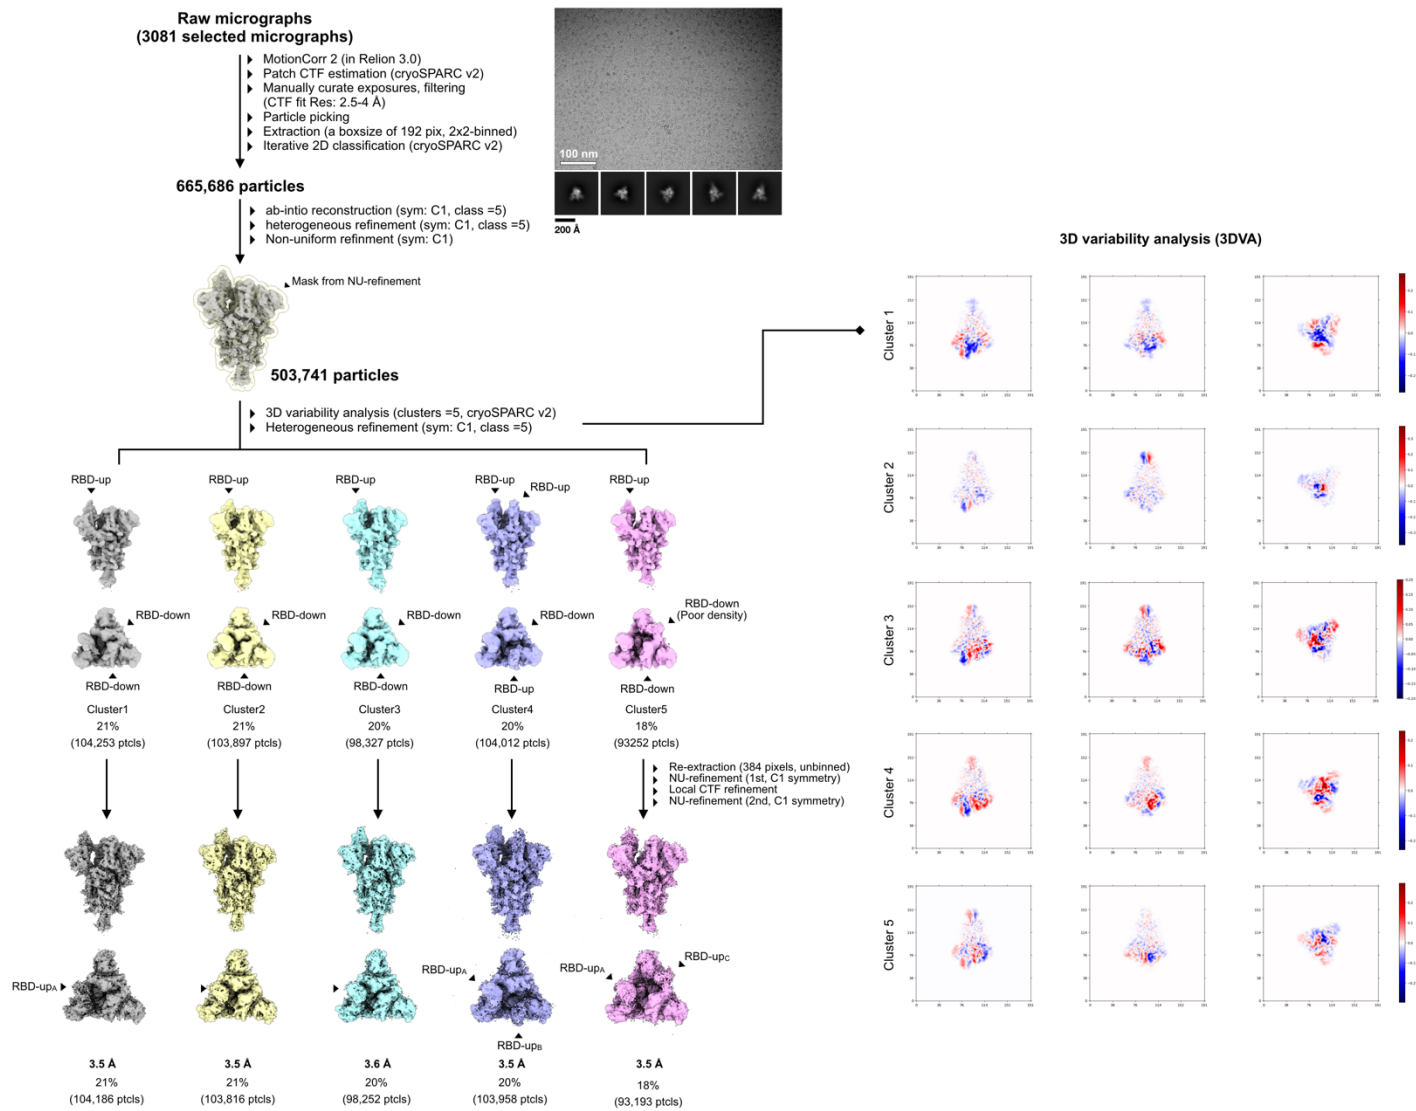 Raw micrographs
(3081 selected micrographs)
MotionCorr 2 (in Relion 3.0)
Patch CTF estimation (cryoSPARC v2)
Manually curate exposures, filtering
(CTF fit Res: 2.5-4 Å)
Particle picking
Extraction (a boxsize of 192 pix, 2x2-binned)
Iterative 2D classification (cryoSPARC v2)
100 nm
200 Å
665,686 particles
ab-intio reconstruction (sym: C1, class =5)
heterogeneous refinement (sym: C1, class =5)
Non-uniform refinment (sym: C1)
Mask from NU-refinement
503,741 particles
3D variability analysis (clusters =5, cryoSPARC v2)
Heterogeneous refinement (sym: C1, class =5)
RBD-up RBD-up RBD-up RBD-up RBD-up RBD-up
RBD-down RBD-down RBD-down RBD-down RBD-down
(Poor density)
RBD-down RBD-down RBD-down RBD-up RBD-down
Cluster1 Cluster2 Cluster3 Cluster4 Cluster5
21% 21% 20% 20% 18%
(104,253 ptcls) (103,897 ptcls) (98,327 ptcls) (104,012 ptcls) (93252 ptcls)
Re-extraction (384 pixels, unbinned)
NU-refinement (1st, C1 symmetry)
Local CTF refinement
NU-refinement (2nd, C1 symmetry)
RBD-upA RBD-upA RBD-upA RBD-upC
RBD-upB
3.5 Å 3.5 Å 3.6 Å 3.5 Å 3.5 Å
21% 21% 20% 20% 18%
(104,186 ptcls) (103,816 ptcls) (98,252 ptcls) (103,958 ptcls) (93,193 ptcls)
3D variability analysis (3DVA)
Cluster 1
Cluster 2
Cluster 3
Cluster 4
Cluster 5